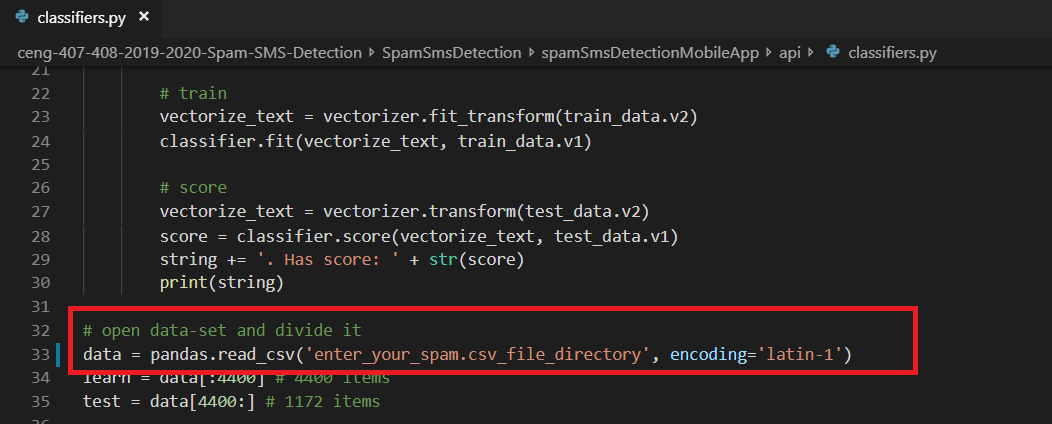 classifiers.py ×
ceng-407-408-2019-2020-Spam-SMS-Detection > SpamSmsDetection > spamSmsDetectionMobileApp > api > classifiers.py
21
22 # train
23 vectorize_text = vectorizer.fit_transform(train_data.v2)
24 classifier.fit(vectorize_text, train_data.v1)
25
26 # score
27 vectorize_text = vectorizer.transform(test_data.v2)
28 score = classifier.score(vectorize_text, test_data.v1)
29 string += '. Has score: ' + str(score)
30 print(string)
31
32 # open data-set and divide it
33 data = pandas.read_csv('enter_your_spam.csv_file_directory', encoding='latin-1')
34 learn = data[:4400] # 4400 items
35 test = data[4400:] # 1172 items
36